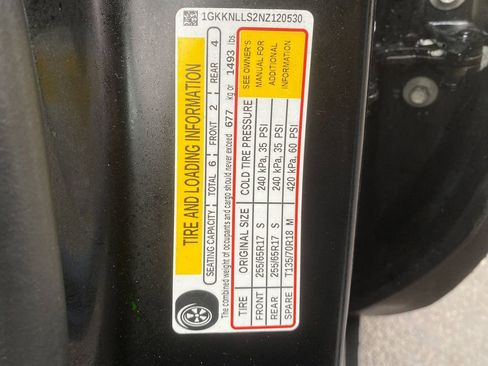 1GKKNLLS2NZ120530
TIRE AND LOADING INFORMATION
SEATING CAPACITY TOTAL 6 FRONT 2 REAR 4
The combined weight of occupants and cargo should never exceed 677 kg or 1493 lbs.
TIRE ORIGINAL SIZE COLD TIRE PRESSURE
FRONT 255/65R17 S 240 kPa, 35 PSI
REAR 255/65R17 S 240 kPa, 35 PSI
SPARE T135/70R18 M 420 kPa, 60 PSI
SEE OWNER'S
MANUAL FOR
ADDITIONAL
INFORMATION